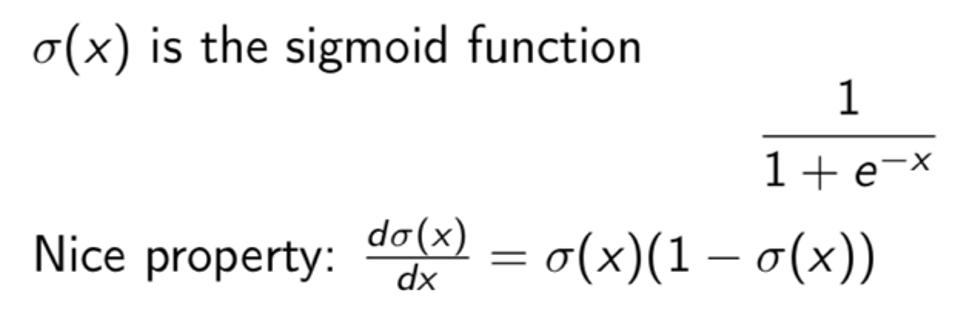 σ(x) is the sigmoid function
1
1 + e^{−x}
Nice property: dσ(x)/dx = σ(x)(1 − σ(x))